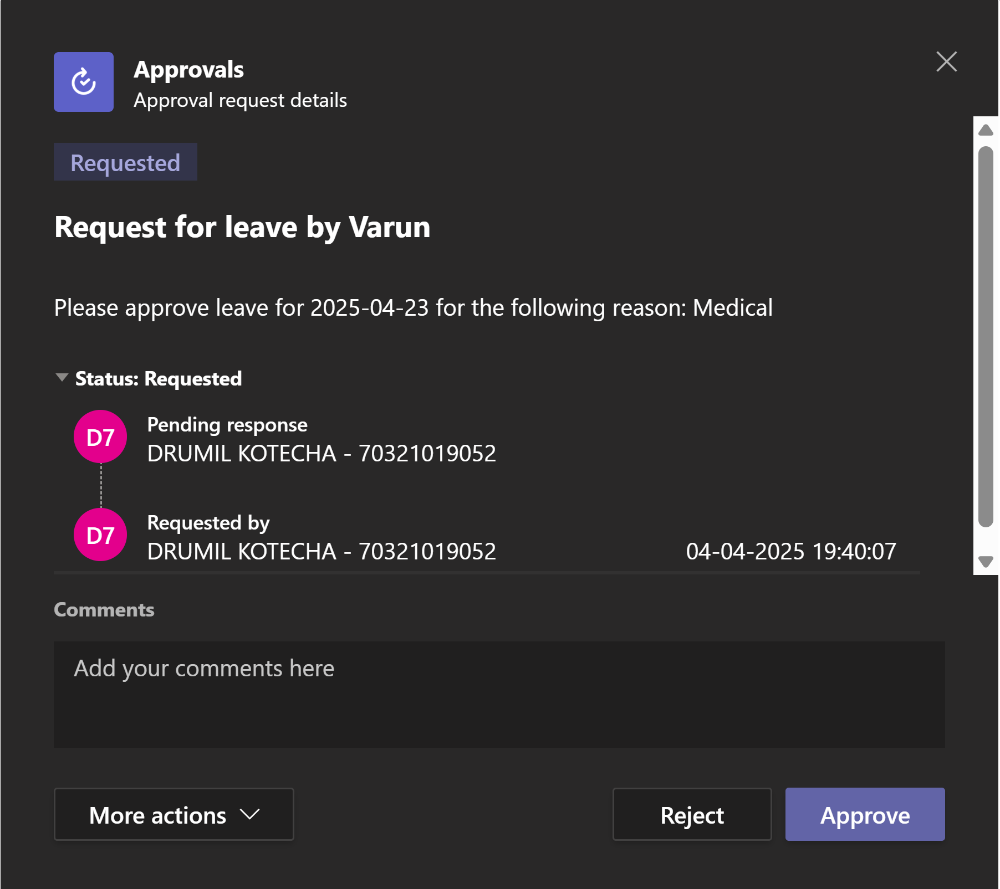 Approvals
Approval request details
Requested
Request for leave by Varun
Please approve leave for 2025-04-23 for the following reason: Medical
Status: Requested
D7
Pending response
DRUMIL KOTECHA - 70321019052
D7
Requested by
DRUMIL KOTECHA - 70321019052 04-04-2025 19:40:07
Comments
Add your comments here
More actions Reject Approve